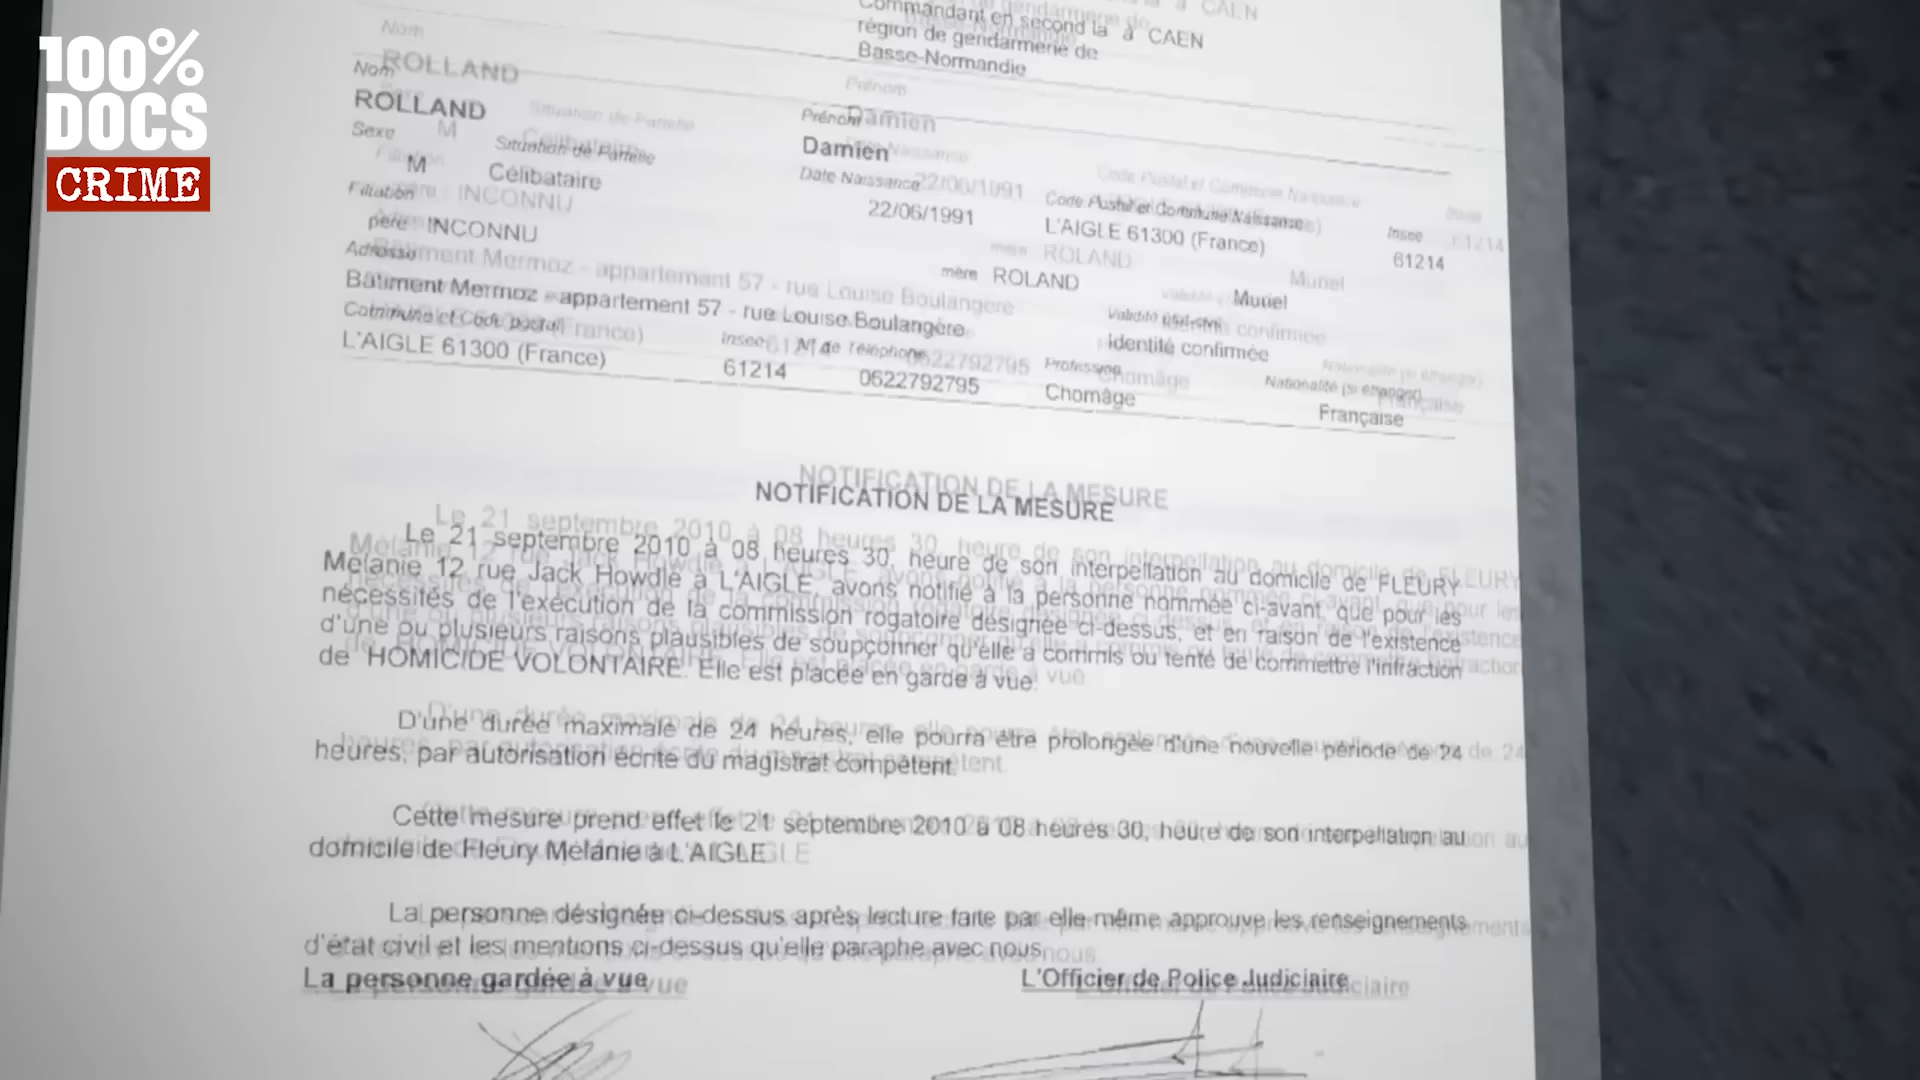 100%
DOCS
CRIME
Commandant en second la à CAEN
région de gendarmerie de
Basse-Normandie
Nom
ROLLAND
Prénom
Damien
Sexe
M
Situation de Famille
Célibataire
Date Naissance
22/06/1991
Code Postal et Commune Naissance
L'AIGLE 61300 (France)
Insee
61214
Filiation
père INCONNU
mère ROLAND
Muriel
Adresse
Bâtiment Mermoz - appartement 57 - rue Louise Boulangère
Validité
Identité confirmée
Commune et Code postal
L'AIGLE 61300 (France)
Insee
61214
N° de Téléphone
0622792795
Profession
Chomâge
Nationalité (si étranger)
Française
NOTIFICATION DE LA MESURE
Le 21 septembre 2010 à 08 heures 30, heure de son interpellation au domicile de FLEURY
Mélanie 12 rue Jack Howdle à L'AIGLE, avons notifié à la personne nommée ci-avant, que pour les
nécessités de l'exécution de la commission rogatoire désignée ci-dessus, et en raison de l'existence
d'une ou plusieurs raisons plausibles de soupçonner qu'elle a commis ou tenté de commettre l'infraction
de HOMICIDE VOLONTAIRE. Elle est placée en garde à vue.
D'une durée maximale de 24 heures, elle pourra être prolongée d'une nouvelle période de 24
heures, par autorisation écrite du magistrat compétent.
Cette mesure prend effet le 21 septembre 2010 à 08 heures 30, heure de son interpellation au
domicile de Fleury Mélanie à L'AIGLE
La personne désignée ci-dessus après lecture faite par elle même approuve les renseignements
d'état civil et les mentions ci-dessus qu'elle paraphe avec nous.
La personne gardée à vue
L'Officier de Police Judiciaire